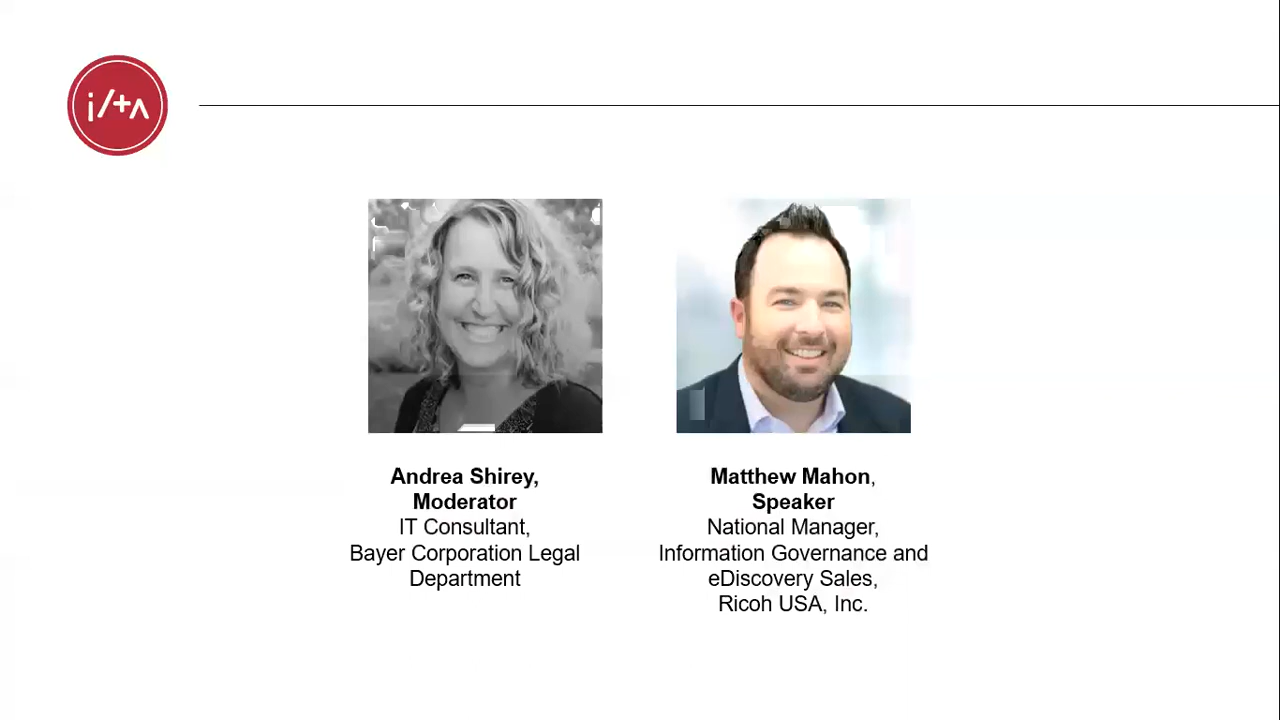 ilta
Andrea Shirey,
Moderator
IT Consultant,
Bayer Corporation Legal
Department
Matthew Mahon,
Speaker
National Manager,
Information Governance and
eDiscovery Sales,
Ricoh USA, Inc.